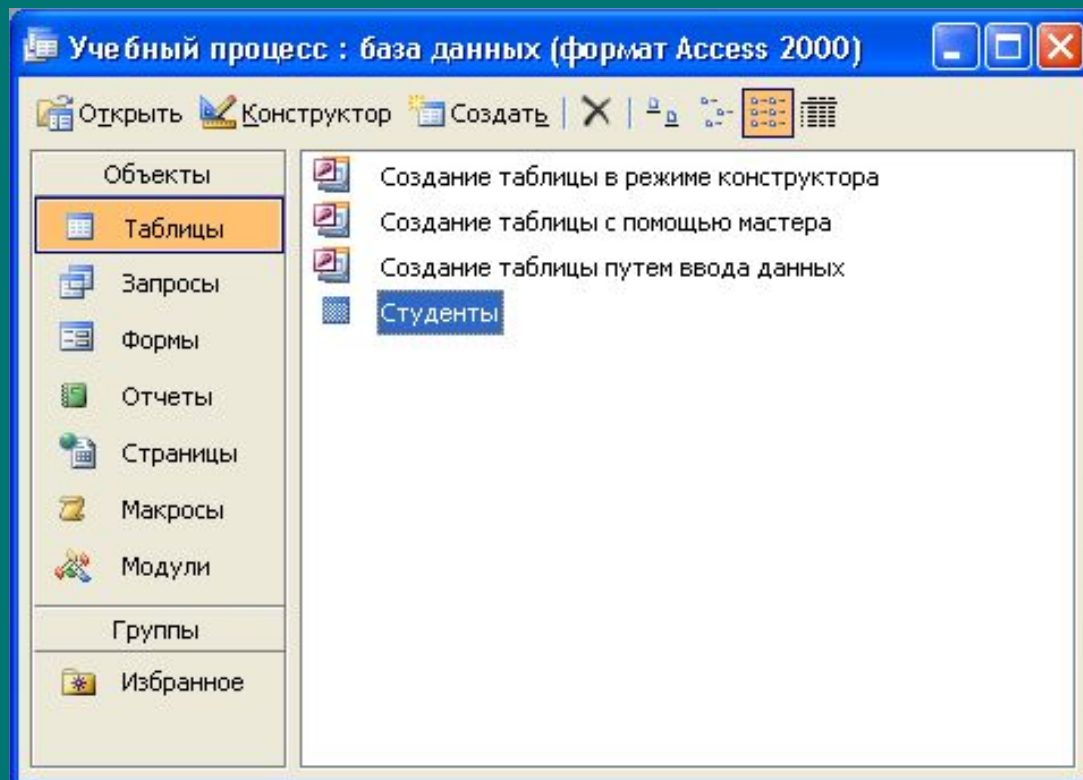 Учебный процесс : база данных (формат Access 2000)
Открыть Конструктор Создать
Объекты
Таблицы
Запросы
Формы
Отчеты
Страницы
Макросы
Модули
Группы
Избранное
Создание таблицы в режиме конструктора
Создание таблицы с помощью мастера
Создание таблицы путем ввода данных
Студенты